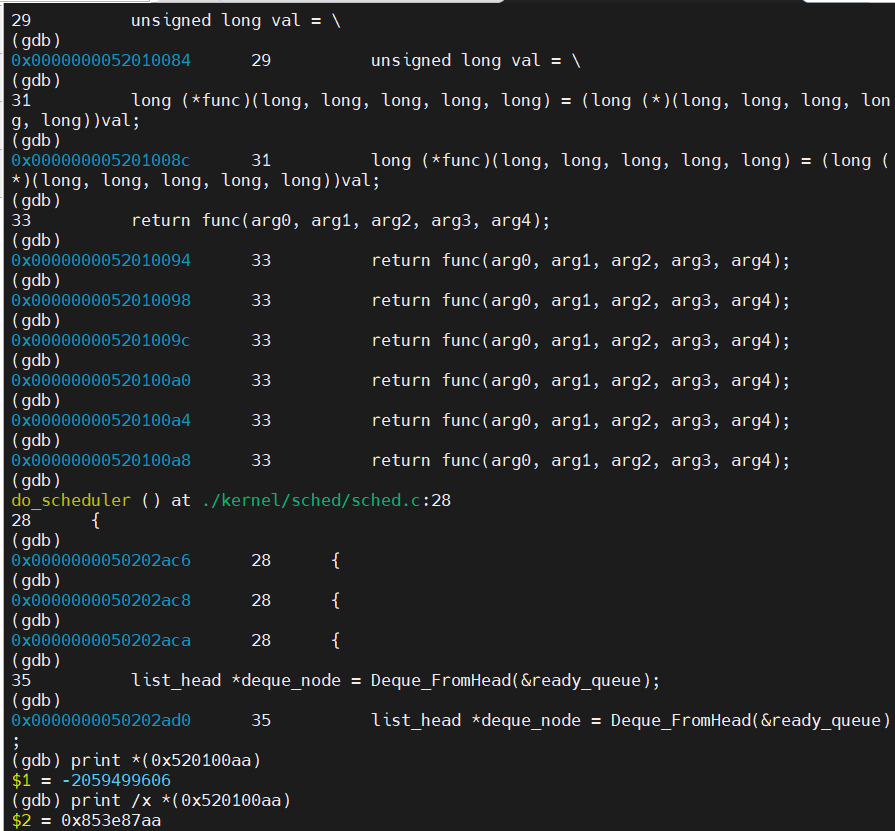 29          unsigned long val = \
(gdb)
0x0000000052010084      29          unsigned long val = \
(gdb)
31          long (*func)(long, long, long, long, long) = (long (*)(long, long, long, lon
g, long))val;
(gdb)
0x000000005201008c      31          long (*func)(long, long, long, long, long) = (long (
*)(long, long, long, long, long))val;
(gdb)
33          return func(arg0, arg1, arg2, arg3, arg4);
(gdb)
0x0000000052010094      33          return func(arg0, arg1, arg2, arg3, arg4);
(gdb)
0x0000000052010098      33          return func(arg0, arg1, arg2, arg3, arg4);
(gdb)
0x000000005201009c      33          return func(arg0, arg1, arg2, arg3, arg4);
(gdb)
0x00000000520100a0      33          return func(arg0, arg1, arg2, arg3, arg4);
(gdb)
0x00000000520100a4      33          return func(arg0, arg1, arg2, arg3, arg4);
(gdb)
0x00000000520100a8      33          return func(arg0, arg1, arg2, arg3, arg4);
(gdb)
do_scheduler () at ./kernel/sched/sched.c:28
28      {
(gdb)
0x0000000050202ac6      28      {
(gdb)
0x0000000050202ac8      28      {
(gdb)
0x0000000050202aca      28      {
(gdb)
35          list_head *deque_node = Deque_FromHead(&ready_queue);
(gdb)
0x0000000050202ad0      35          list_head *deque_node = Deque_FromHead(&ready_queue)
;
(gdb) print *(0x520100aa)
$1 = -2059499606
(gdb) print /x *(0x520100aa)
$2 = 0x853e87aa